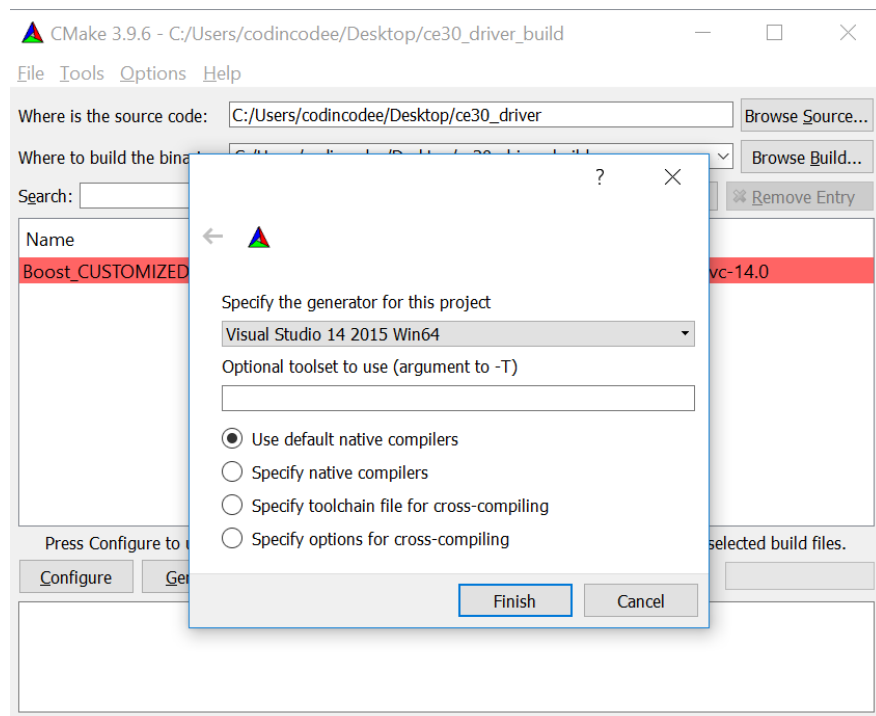 CMake 3.9.6 - C:/Users/codincodee/Desktop/ce30_driver_build
File Tools Options Help
Where is the source code: C:/Users/codincodee/Desktop/ce30_driver Browse Source...
Where to build the Browse Build...
Search: Remove Entry
Name
Boost_CUSTOMIZED vc-14.0
Specify the generator for this project
Visual Studio 14 2015 Win64
Optional toolset to use (argument to -T)
Use default native compilers
Specify native compilers
Specify toolchain file for cross-compiling
Specify options for cross-compiling
Press Configure to selected build files.
Configure
Finish Cancel